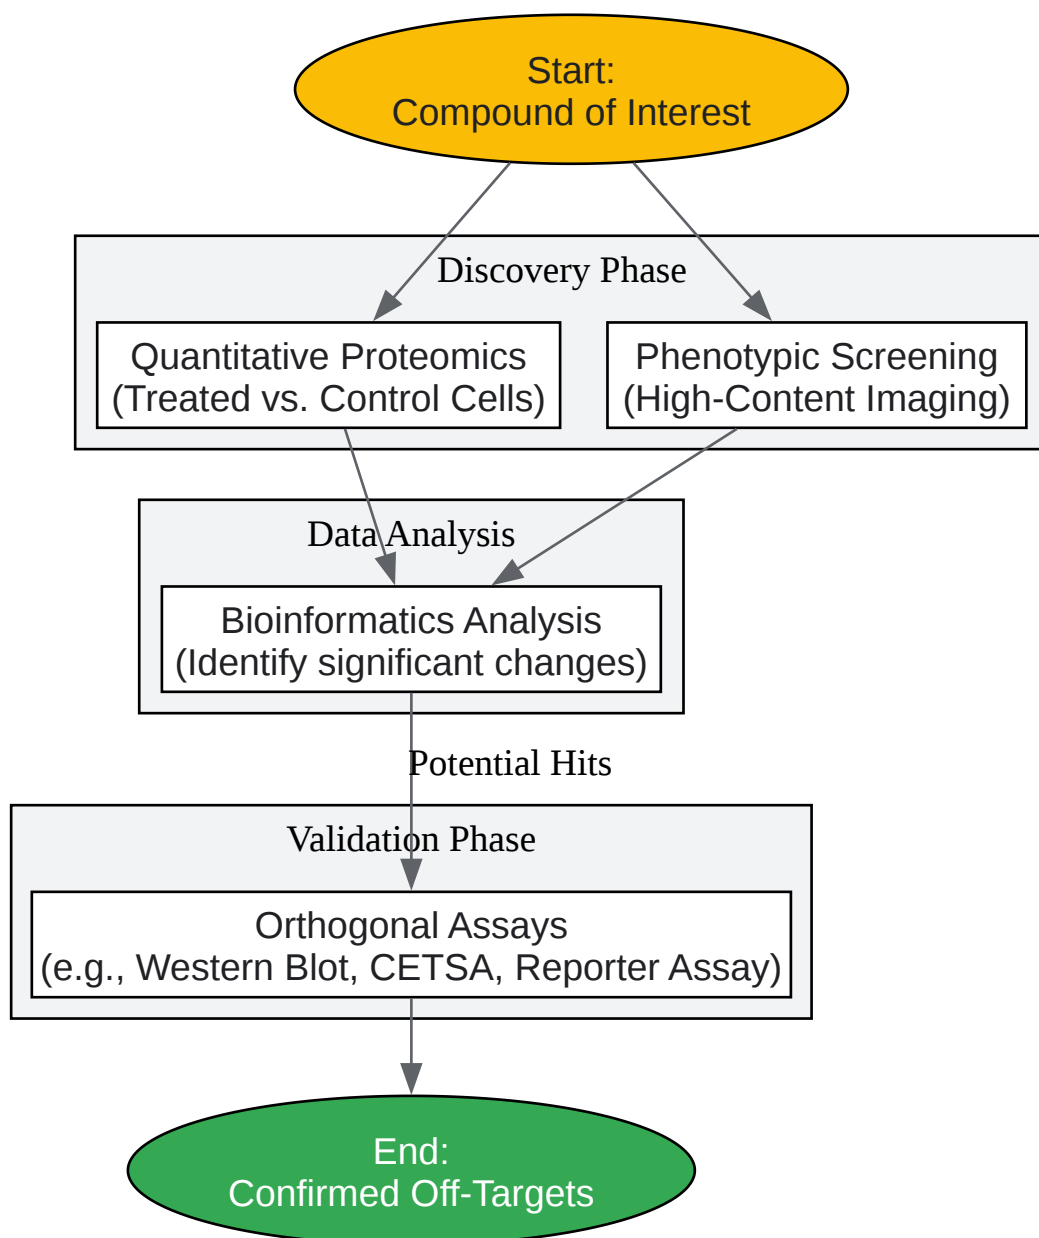 Start:
Compound of Interest
Discovery Phase
Quantitative Proteomics
(Treated vs. Control Cells)
Phenotypic Screening
(High-Content Imaging)
Data Analysis
Bioinformatics Analysis
(Identify significant changes)
Potential Hits
Validation Phase
Orthogonal Assays
(e.g., Western Blot, CETSA, Reporter Assay)
End:
Confirmed Off-Targets